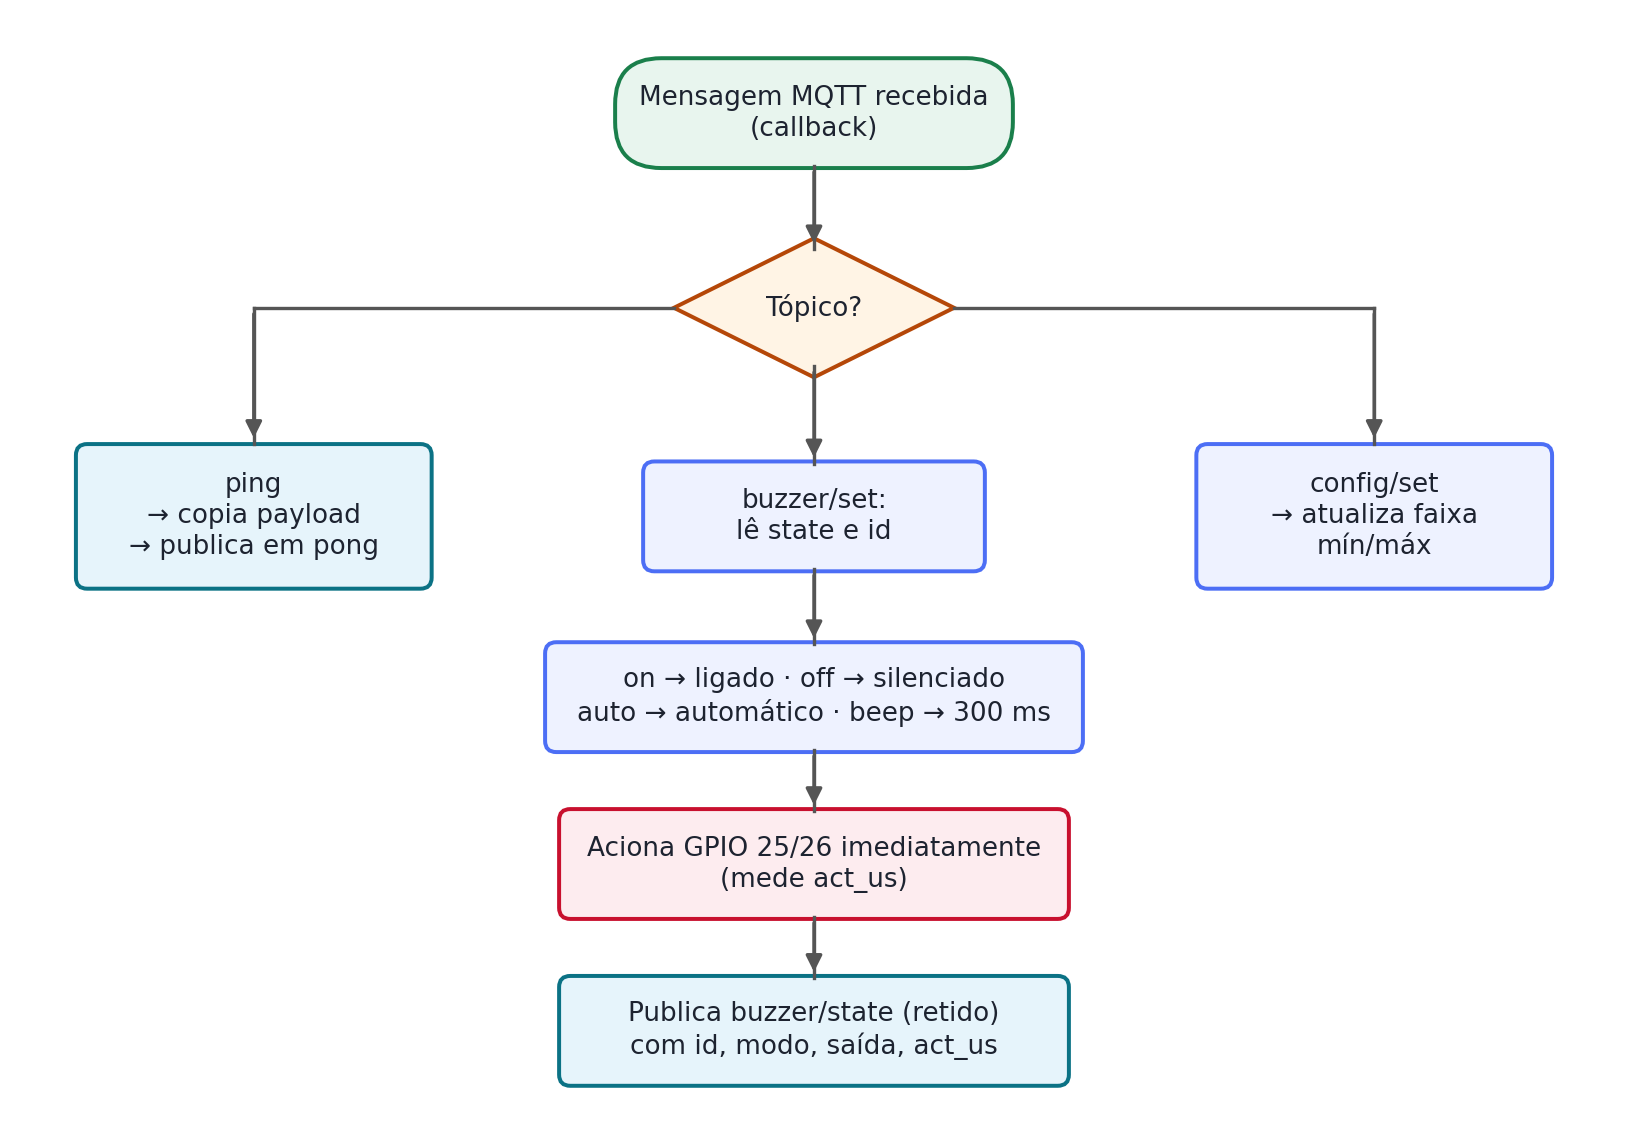 Mensagem MQTT recebida
(callback)
Tópico?
ping
→ copia payload
→ publica em pong
buzzer/set:
lê state e id
config/set
→ atualiza faixa
mín/máx
on → ligado · off → silenciado
auto → automático · beep → 300 ms
Aciona GPIO 25/26 imediatamente
(mede act_us)
Publica buzzer/state (retido)
com id, modo, saída, act_us